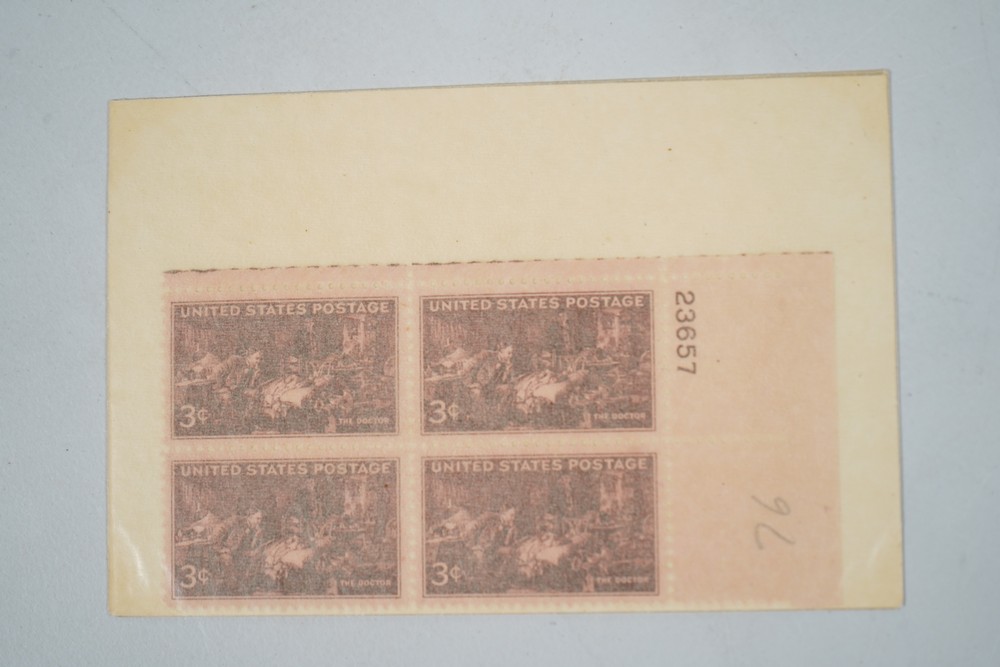 UNITED STATES POSTAGE
3¢ THE DOCTOR
UNITED STATES POSTAGE
3¢ THE DOCTOR
23657
UNITED STATES POSTAGE
3¢ THE DOCTOR
UNITED STATES POSTAGE
3¢ THE DOCTOR